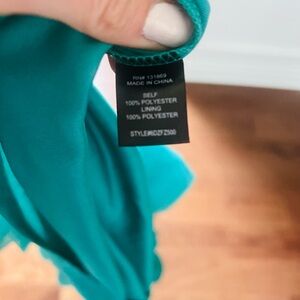 RN# 131869
MADE IN CHINA
SELF
100% POLYESTER
LINING
100% POLYESTER
STYLE#6DZFZ500